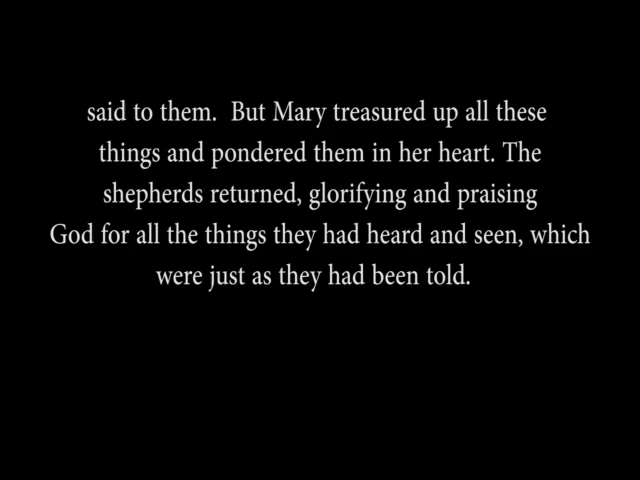 said to them.  But Mary treasured up all these
things and pondered them in her heart. The
shepherds returned, glorifying and praising
God for all the things they had heard and seen, which
were just as they had been told.